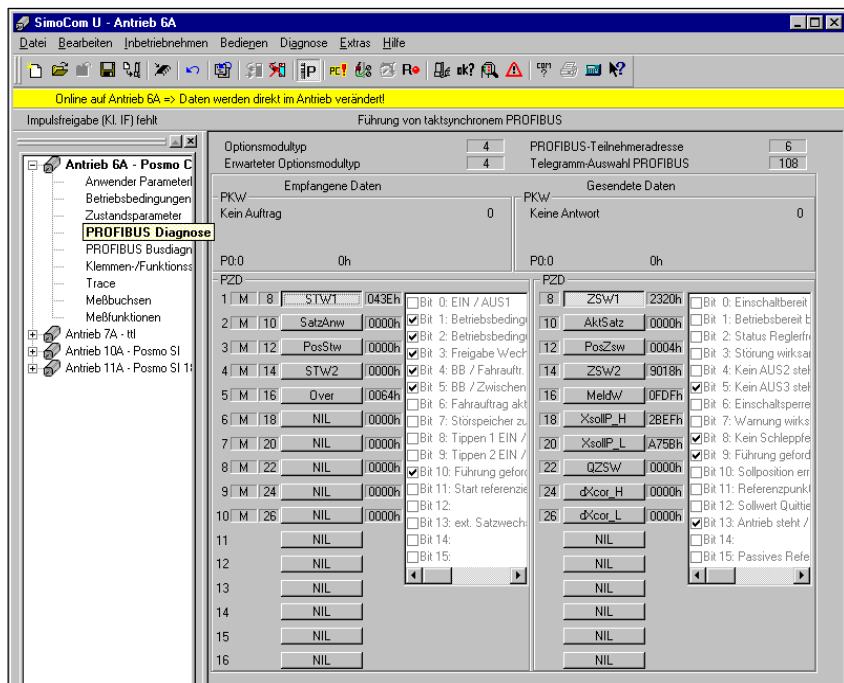 SimoCom U - Antrieb 6A
Datei Bearbeiten Inbetriebnehmen Bedienen Diagnose Extras Hilfe
Online auf Antrieb 6A => Daten werden direkt im Antrieb verändert!
Impulsfreigabe (Kl. IF) fehlt Führung von taktsynchronem PROFIBUS
Antrieb 6A - Posmo C
Anwender Parameterl
Betriebsbedingungen
Zustandsparameter
PROFIBUS Diagnose
PROFIBUS Busdiagn
Klemmen-/Funktionss
Trace
Meßbuchsen
Meßfunktionen
Antrieb 7A - ttl
Antrieb 10A - Posmo SI
Antrieb 11A - Posmo SI 1
Optionsmodultyp 4 PROFIBUS-Teilnehmeradresse 6
Erwarteter Optionsmodultyp 4 Telegramm-Auswahl PROFIBUS 108
Empfangene Daten
PKW
Kein Auftrag 0
P0:0 0h
PZD
1 M 8 STW1 043Eh
2 M 10 SatzAnw 0000h
3 M 12 PosStw 0000h
4 M 14 STW2 0000h
5 M 16 Over 0064h
6 M 18 NIL 0000h
7 M 20 NIL 0000h
8 M 22 NIL 0000h
9 M 24 NIL 0000h
10 M 26 NIL 0000h
11 NIL
12 NIL
13 NIL
14 NIL
15 NIL
16 NIL
Bit 0: EIN / AUS1
Bit 1: Betriebsbeding
Bit 2: Betriebsbeding
Bit 3: Freigabe Wech
Bit 4: BB / Fahrauftr.
Bit 5: BB / Zwischen
Bit 6: Fahrauftrag akt
Bit 7: Störspeicher zu
Bit 8: Tippen 1 EIN /
Bit 9: Tippen 2 EIN /
Bit 10: Führung geford
Bit 11: Start referenzie
Bit 12:
Bit 13: ext. Satzwech
Bit 14:
Bit 15:
Gesendete Daten
PKW
Keine Antwort 0
P0:0 0h
PZD
8 ZSW1 2320h
10 AktSatz 0000h
12 PosZsw 0004h
14 ZSW2 9018h
16 MeldW 0FDFh
18 XsollP_H 2BEFh
20 XsollP_L A75Bh
22 QZSW 0000h
24 dXcor_H 0000h
26 dXcor_L 0000h
NIL
NIL
NIL
NIL
NIL
NIL
Bit 0: Einschaltbereit
Bit 1: Betriebsbereit b
Bit 2: Status Reglerfre
Bit 3: Störung wirksar
Bit 4: Kein AUS2 steh
Bit 5: Kein AUS3 steh
Bit 6: Einschaltsperre
Bit 7: Warnung wirks
Bit 8: Kein Schleppfe
Bit 9: Führung geford
Bit 10: Sollposition err
Bit 11: Referenzpunkt
Bit 12: Sollwert Quittie
Bit 13: Antrieb steht /
Bit 14:
Bit 15: Passives Refe